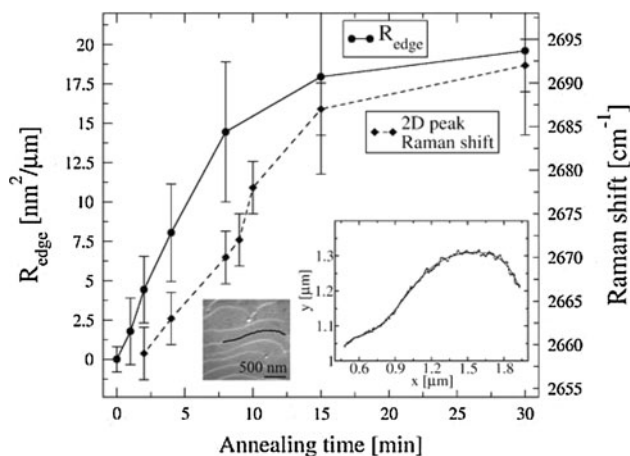 20
17.5
15
12.5
10
7.5
5
2.5
0
R_edge [nm²/μm]
R_edge
2D peak
Raman shift
2695
2690
2685
2680
2675
2670
2665
2660
2655
Raman shift [cm⁻¹]
500 nm
1.3
1.2
1.1
1
y [μm]
0.6 0.9 1.2 1.5 1.8
x [μm]
0 5 10 15 20 25 30
Annealing time [min]